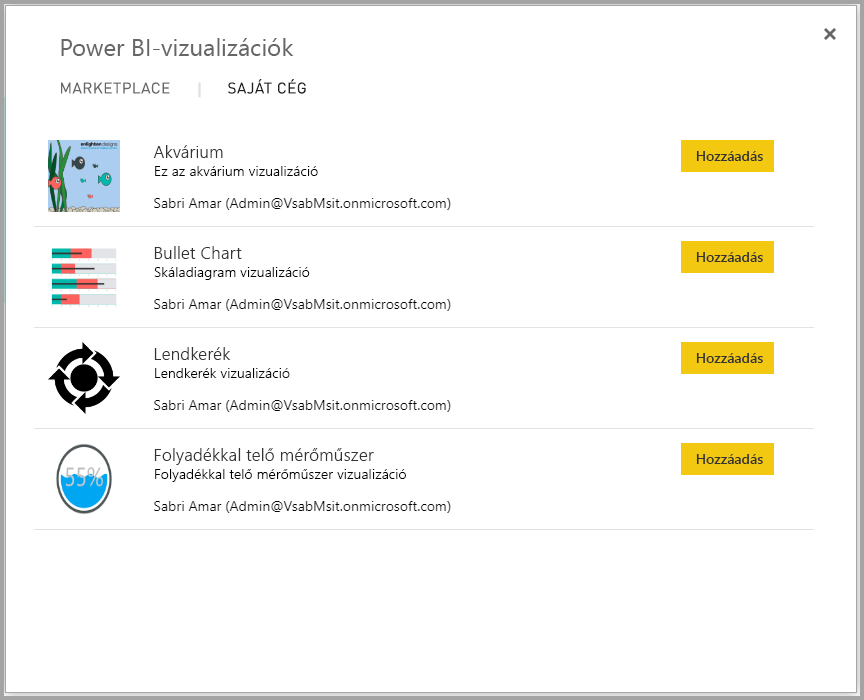 Power BI-vizualizációk
MARKETPLACE | SAJÁT CÉG
enlighten designs
Akvárium
Hozzáadás
Ez az akvárium vizualizáció
Sabri Amar (Admin@VsabMsit.onmicrosoft.com)
Bullet Chart
Hozzáadás
Skáladiagram vizualizáció
Sabri Amar (Admin@VsabMsit.onmicrosoft.com)
Lendkerék
Hozzáadás
Lendkerék vizualizáció
Sabri Amar (Admin@VsabMsit.onmicrosoft.com)
Folyadékkal telő mérőműszer
Hozzáadás
55%
Folyadékkal telő mérőműszer vizualizáció
Sabri Amar (Admin@VsabMsit.onmicrosoft.com)